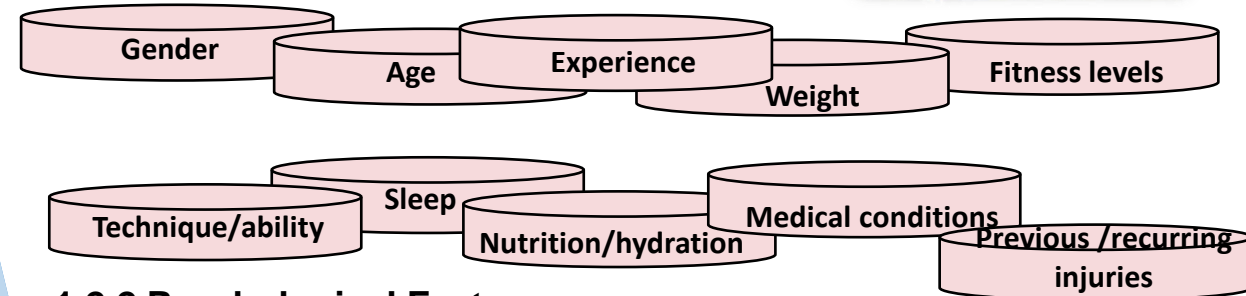 Gender
Age
Experience
Weight
Fitness levels
Technique/ability
Sleep
Nutrition/hydration
Medical conditions
Previous /recurring
injuries